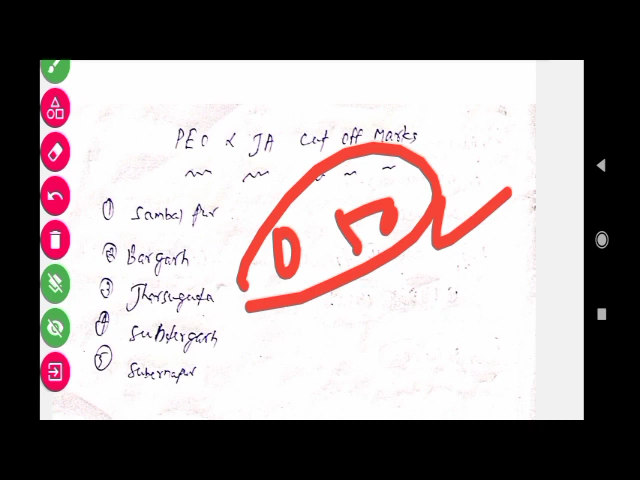 PEO & JA Cut Off Marks
① Sambalpur
② Bargarh
③ Jharsuguda
④ Sundergarh
⑤ Subernapur